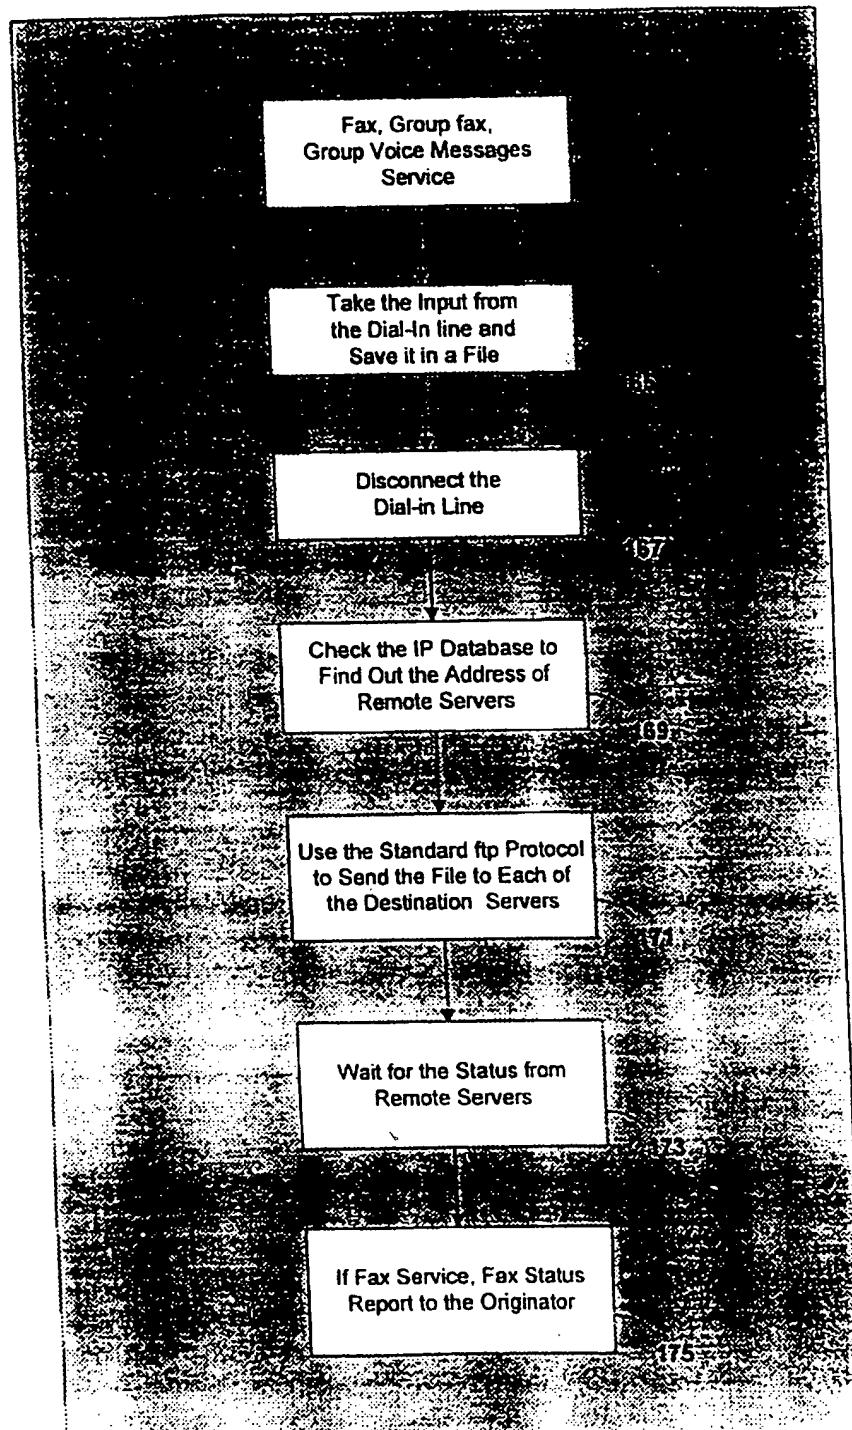 Fax, Group fax,
Group Voice Messages
Service
Take the Input from
the Dial-In line and
Save it in a File
Disconnect the
Dial-in Line
167
Check the IP Database to
Find Out the Address of
Remote Servers
Use the Standard ftp Protocol
to Send the File to Each of
the Destination Servers
Wait for the Status from
Remote Servers
If Fax Service, Fax Status
Report to the Originator
175